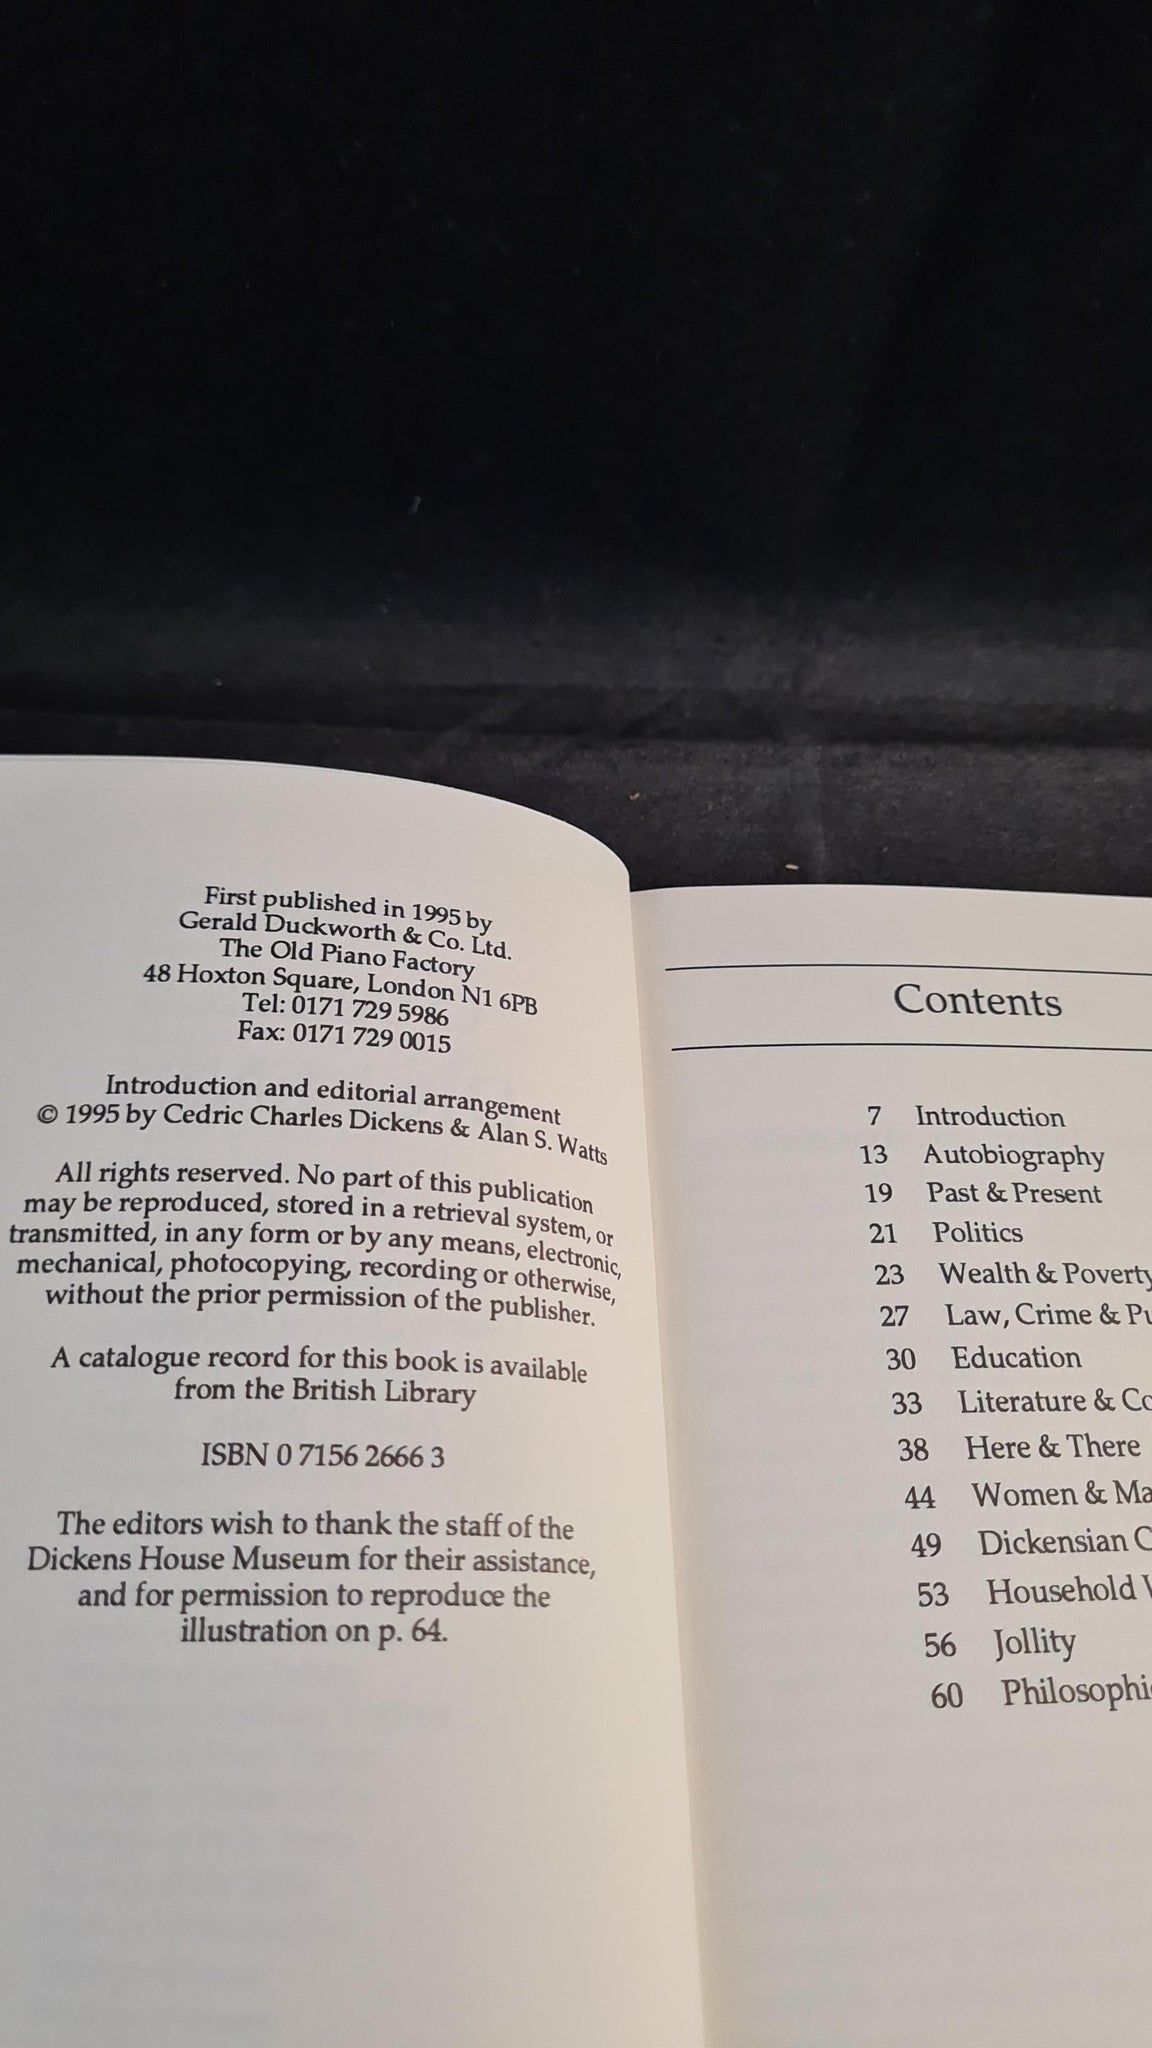 First published in 1995 by
Gerald Duckworth & Co. Ltd.
The Old Piano Factory
48 Hoxton Square, London N1 6PB
Tel: 0171 729 5986
Fax: 0171 729 0015
Introduction and editorial arrangement
© 1995 by Cedric Charles Dickens & Alan S. Watts
All rights reserved. No part of this publication
may be reproduced, stored in a retrieval system, or
transmitted, in any form or by any means, electronic,
mechanical, photocopying, recording or otherwise,
without the prior permission of the publisher.
A catalogue record for this book is available
from the British Library
ISBN 0 7156 2666 3
The editors wish to thank the staff of the
Dickens House Museum for their assistance,
and for permission to reproduce the
illustration on p. 64.
Contents
7 Introduction
13 Autobiography
19 Past & Present
21 Politics
23 Wealth & Poverty
27 Law, Crime &
30 Education
33 Literature &
38 Here & There
44 Women &
49 Dickensian
53 Household
56 Jollity
60